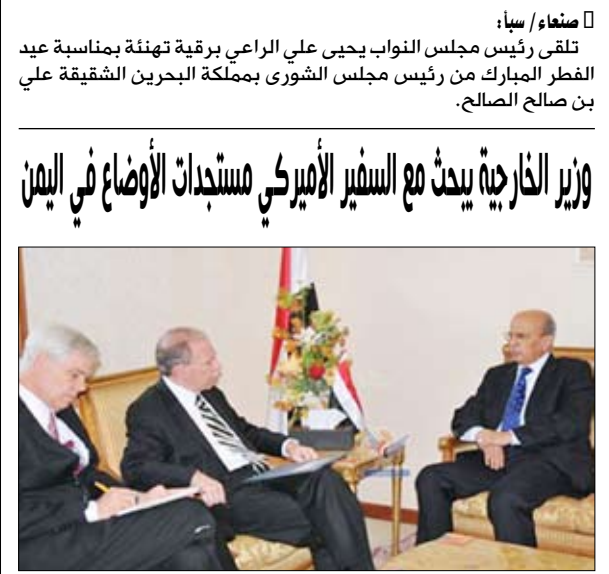 صنعاء / سبأ :
تلقى رئيس مجلس النواب يحيى علي الراعي برقية تهنئة بمناسبة عيد
الفطر المبارك من رئيس مجلس الشورى بمملكة البحرين الشقيقة علي
بن صالح الصالح.
وزير الخارجية يبحث مع السفير الأميركي مستجدات الأوضاع في اليمن